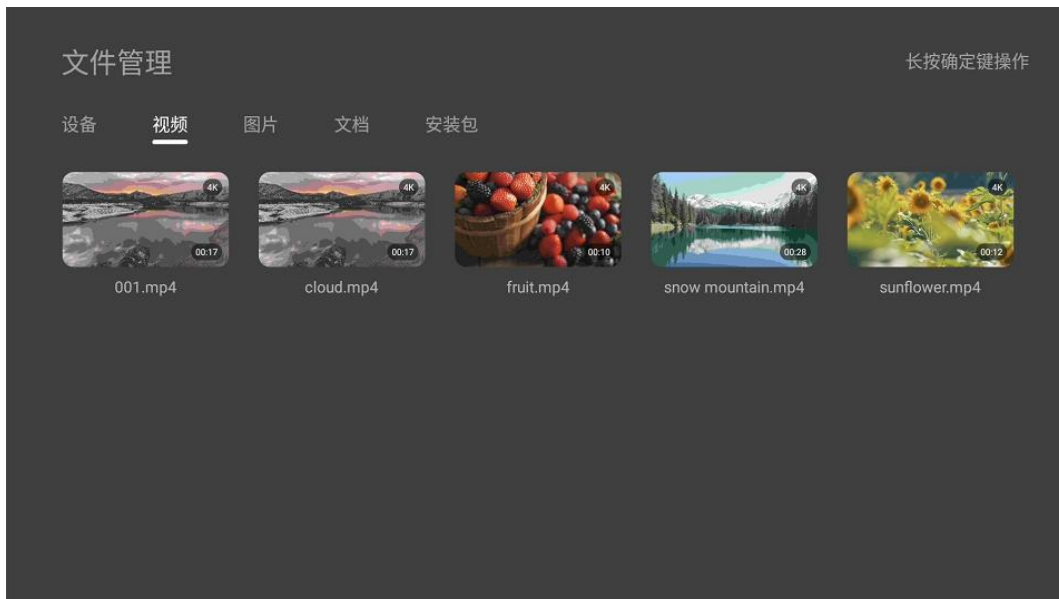 文件管理
长按确定键操作
设备 视频 图片 文档 安装包
4K 4K 4K 4K 4K
00:17 00:17 00:10 00:28 00:12
001.mp4 cloud.mp4 fruit.mp4 snow mountain.mp4 sunflower.mp4